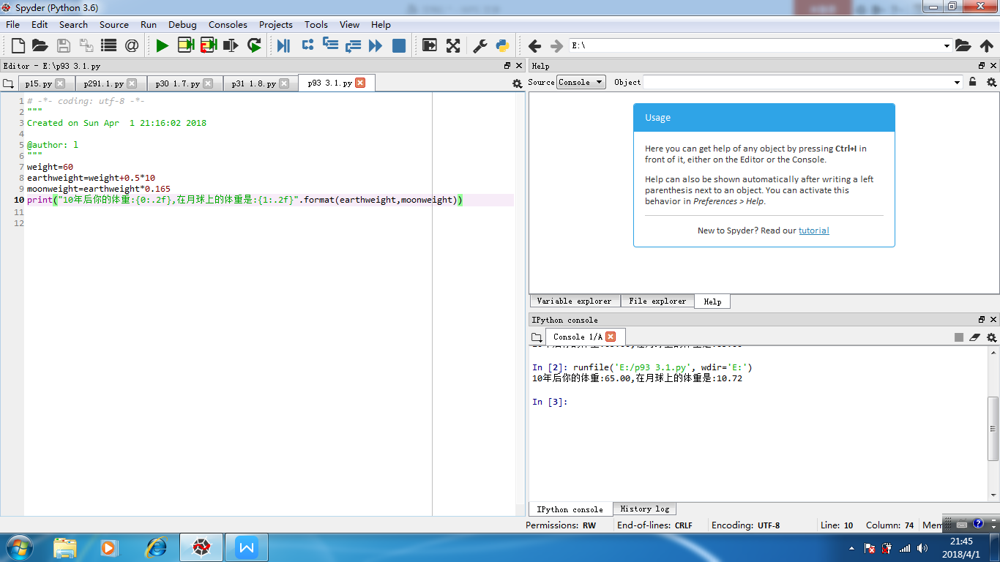 Spyder (Python 3.6)
File Edit Search Source Run Debug Consoles Projects Tools View Help
E:\
Editor - E:\p93 3.1.py
p15.py p291.1.py p30 1.7.py p31 1.8.py p93 3.1.py
1 # -*- coding: utf-8 -*-
2 """
3 Created on Sun Apr  1 21:16:02 2018
4
5 @author: l
6 """
7 weight=60
8 earthweight=weight+0.5*10
9 moonweight=earthweight*0.165
10 print("10年后你的体重:{0:.2f},在月球上的体重是:{1:.2f}".format(earthweight,moonweight))
11
12
Help
Source Console Object
Usage
Here you can get help of any object by pressing Ctrl+I in
front of it, either on the Editor or the Console.
Help can also be shown automatically after writing a left
parenthesis next to an object. You can activate this
behavior in Preferences > Help.
New to Spyder? Read our tutorial
Variable explorer File explorer Help
IPython console
Console 1/A
In [2]: runfile('E:/p93 3.1.py', wdir='E:')
10年后你的体重:65.00,在月球上的体重是:10.72
In [3]:
IPython console History log
Permissions: RW End-of-lines: CRLF Encoding: UTF-8 Line: 10 Column: 74 Mem
21:45
2018/4/1